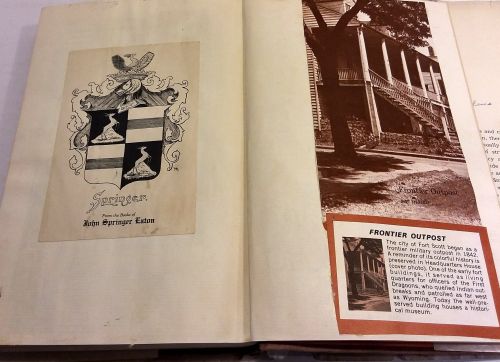 Springer
From the Books of
John Springer Eston
Frontier Outpost
see inside
FRONTIER OUTPOST
The city of Fort Scott began as a
frontier military outpost in 1842.
A reminder of its colorful history is
preserved in Headquarters House
(cover photo). One of the early fort
buildings, it served as living
quarters for officers of the First
Dragoons, who quelled Indian out-
breaks and patrolled as far west
as Wyoming. Today the well-pre-
served building houses a histori-
cal museum.